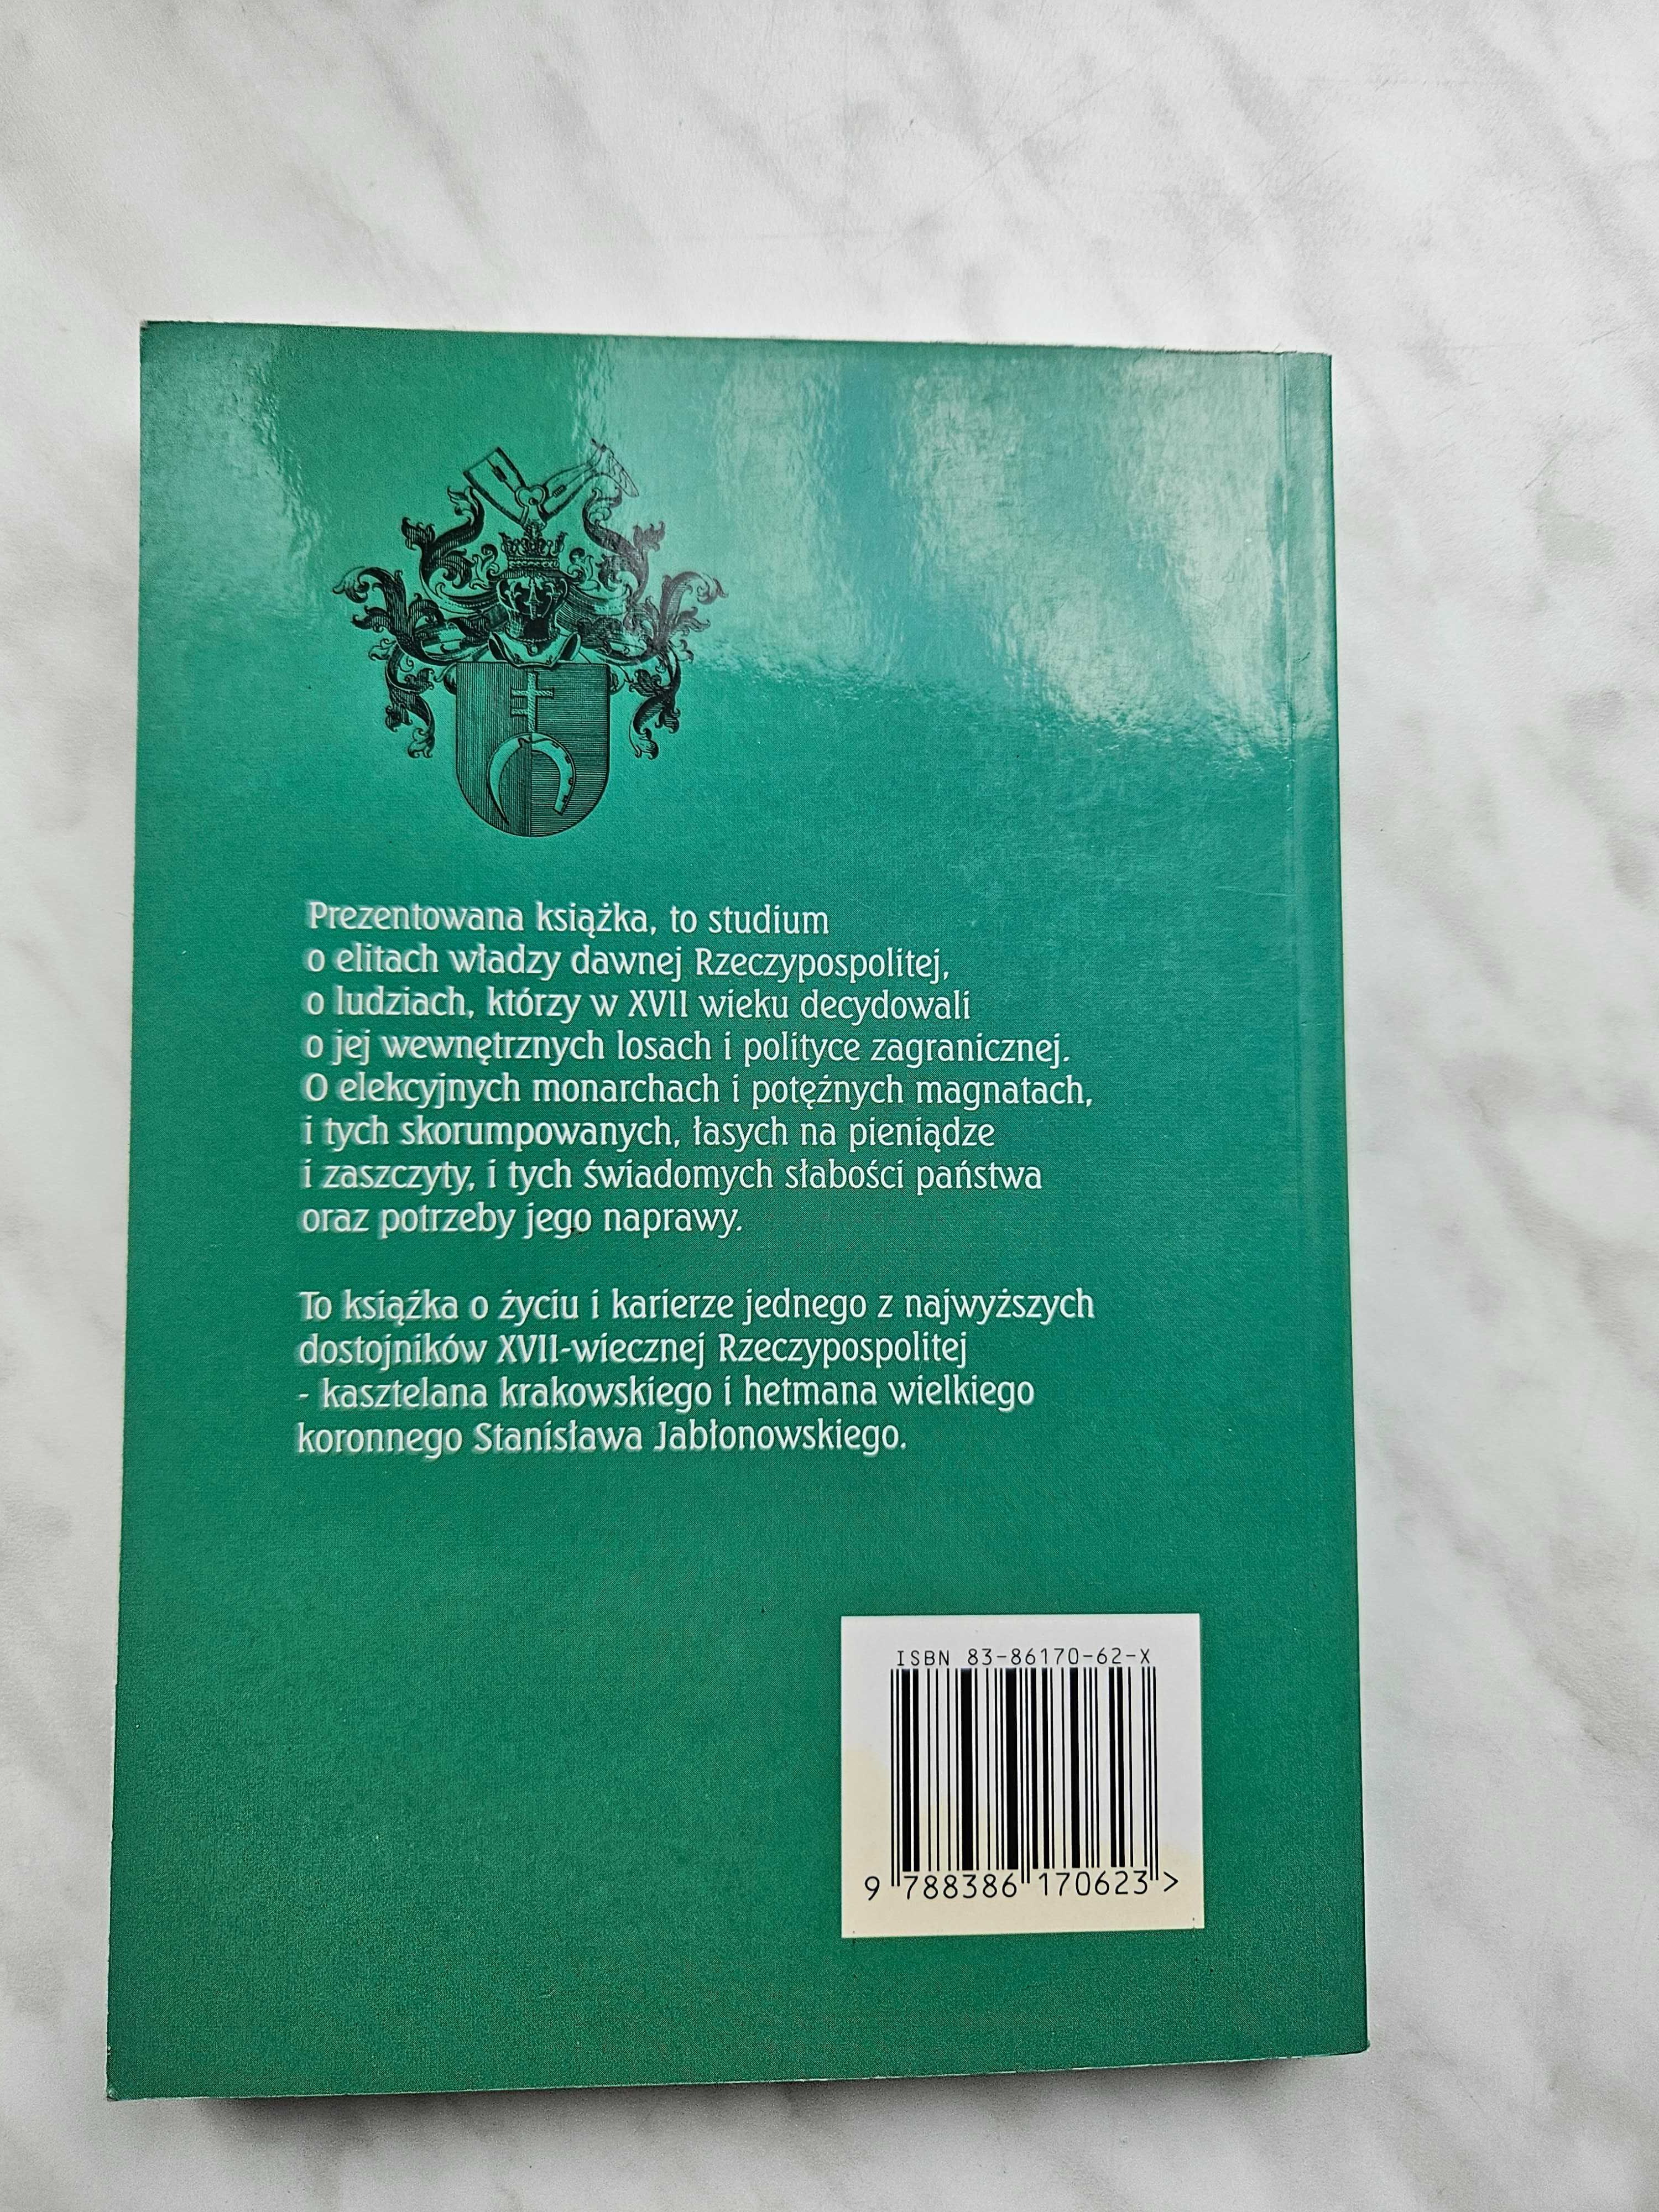 Prezentowana książka, to studium
o elitach władzy dawnej Rzeczypospolitej,
o ludziach, którzy w XVII wieku decydowali
o jej wewnętrznych losach i polityce zagranicznej.
O elekcyjnych monarchach i potężnych magnatach,
i tych skorumpowanych, łasych na pieniądze
i zaszczyty, i tych świadomych słabości państwa
oraz potrzeby jego naprawy.
To książka o życiu i karierze jednego z najwyższych
dostojników XVII-wiecznej Rzeczypospolitej
- kasztelana krakowskiego i hetmana wielkiego
koronnego Stanisława Jabłonowskiego.
ISBN 83-86170-62-X
9 788386 170623 >